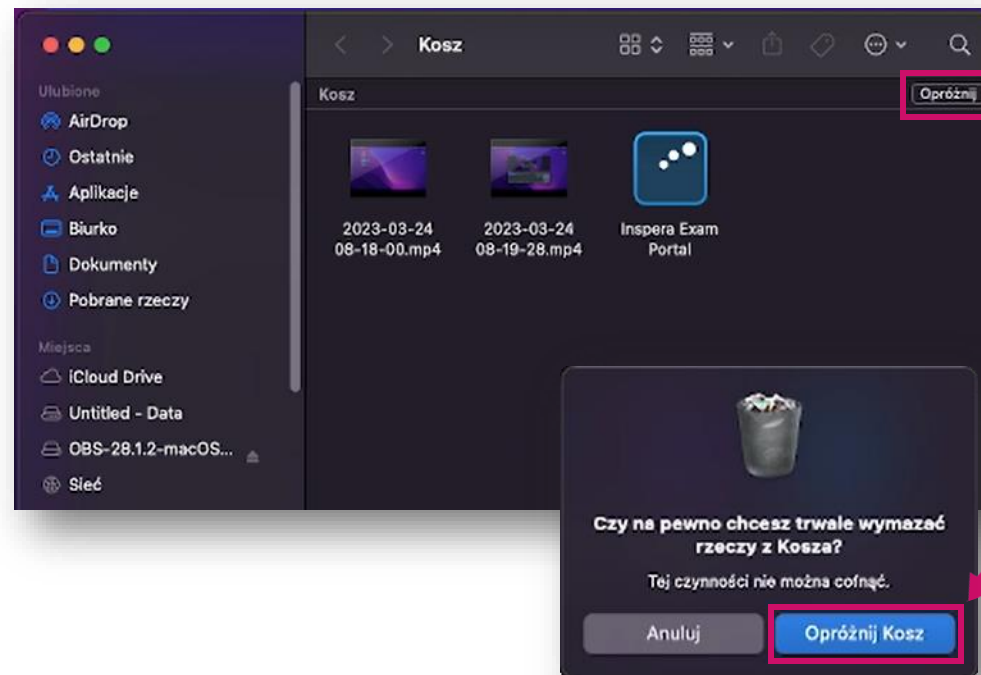 Kosz
Ulubione
AirDrop
Ostatnie
Aplikacje
Biurko
Dokumenty
Pobrane rzeczy
Miejsca
iCloud Drive
Untitled - Data
OBS-28.1.2-macOS...
Sieć
Kosz
Opróżnij
2023-03-24
08-18-00.mp4
2023-03-24
08-19-28.mp4
Inspera Exam
Portal
Czy na pewno chcesz trwale wymazać
rzeczy z Kosza?
Tej czynności nie można cofnąć.
Anuluj
Opróżnij Kosz